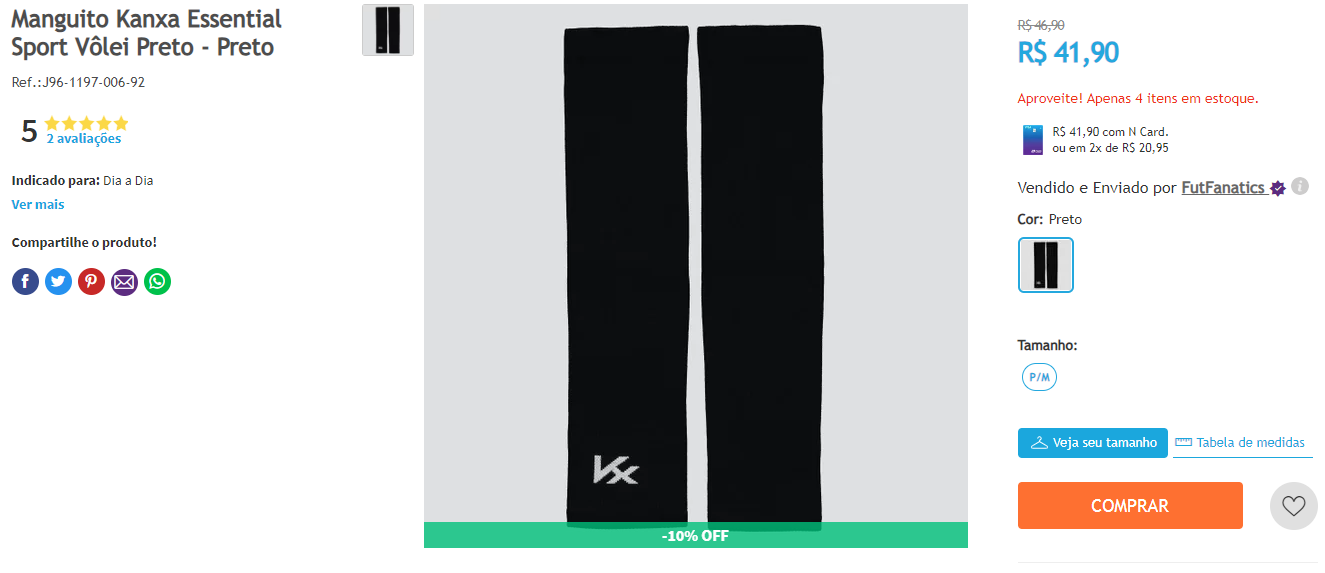 Manguito Kanxa Essential
Sport Vôlei Preto - Preto
Ref.:J96-1197-006-92
5
2 avaliações
Indicado para: Dia a Dia
Ver mais
Compartilhe o produto!
-10% OFF
R$ 46,90
R$ 41,90
Aproveite! Apenas 4 itens em estoque.
R$ 41,90 com N Card.
ou em 2x de R$ 20,95
Vendido e Enviado por FutFanatics
Cor: Preto
Tamanho:
P/M
Veja seu tamanho
Tabela de medidas
COMPRAR